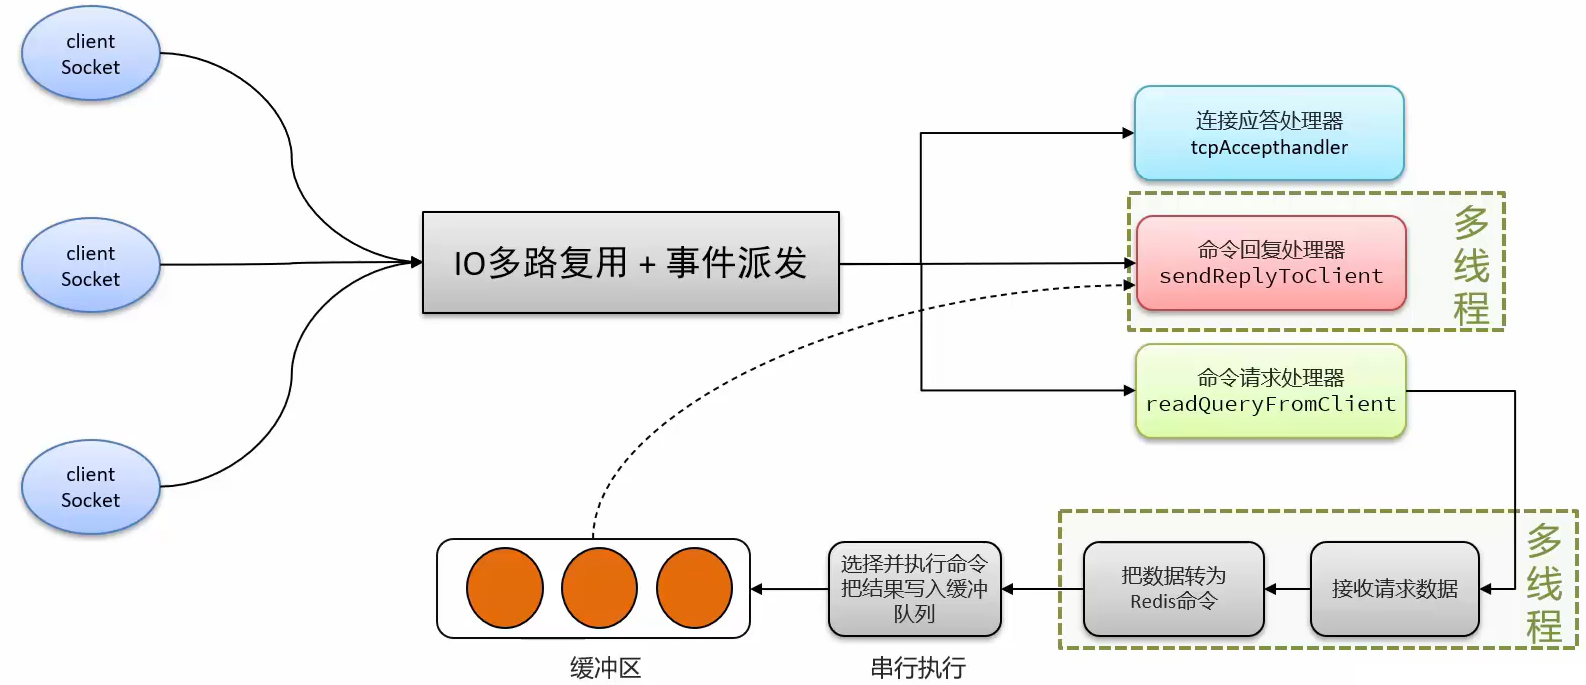 client
Socket
client
Socket
client
Socket
IO多路复用 + 事件派发
连接应答处理器
tcpAccepthandler
命令回复处理器
sendReplyToClient
多
线
程
命令请求处理器
readQueryFromClient
多
线
程
接收请求数据
把数据转为
Redis命令
选择并执行命令
把结果写入缓冲
队列
串行执行
缓冲区